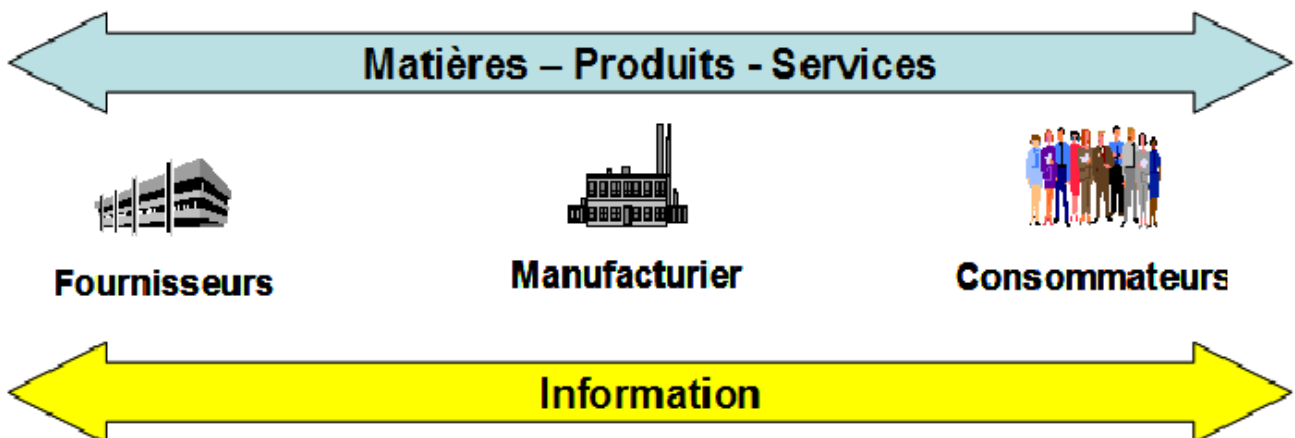 Matières – Produits - Services
Fournisseurs
Manufacturier
Consommateurs
Information